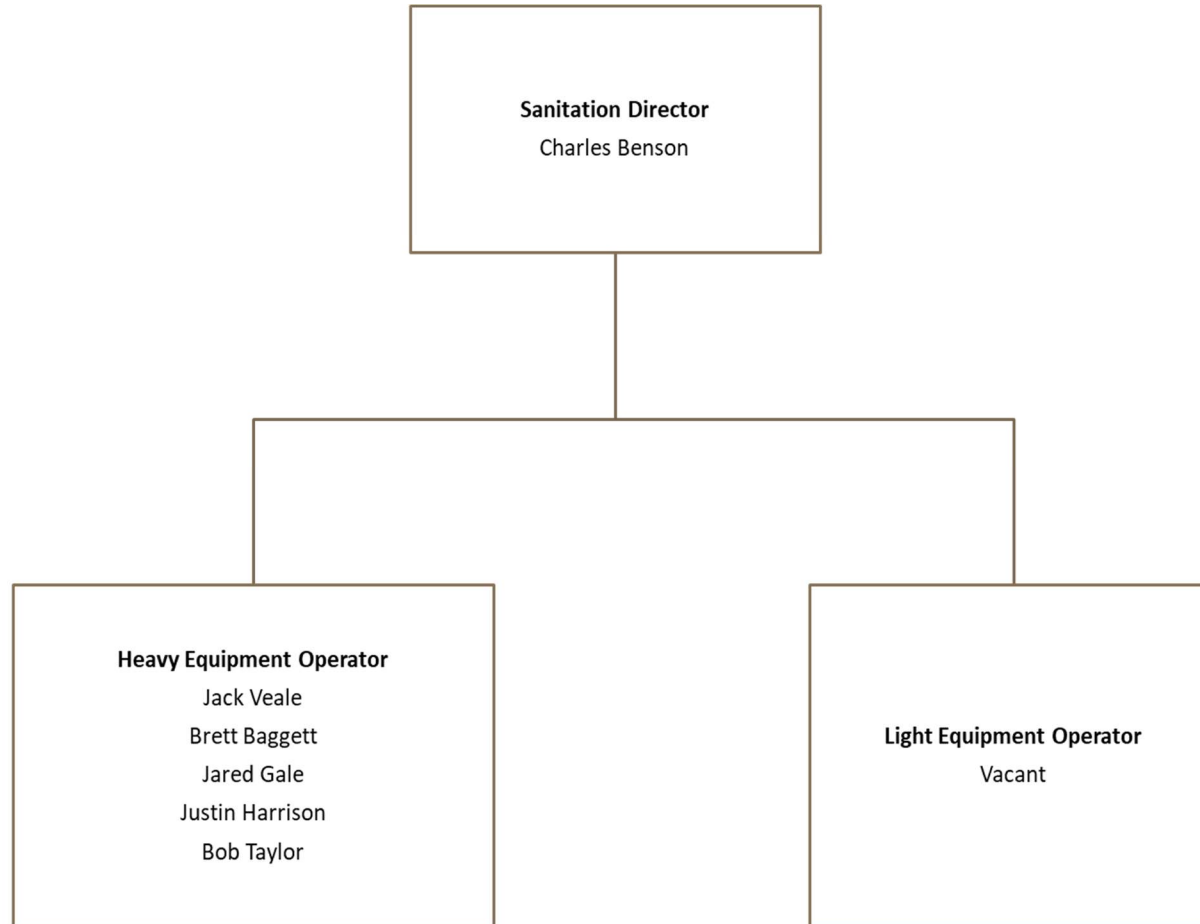 Sanitation Director
Charles Benson
Heavy Equipment Operator
Jack Veale
Brett Baggett
Jared Gale
Justin Harrison
Bob Taylor
Light Equipment Operator
Vacant